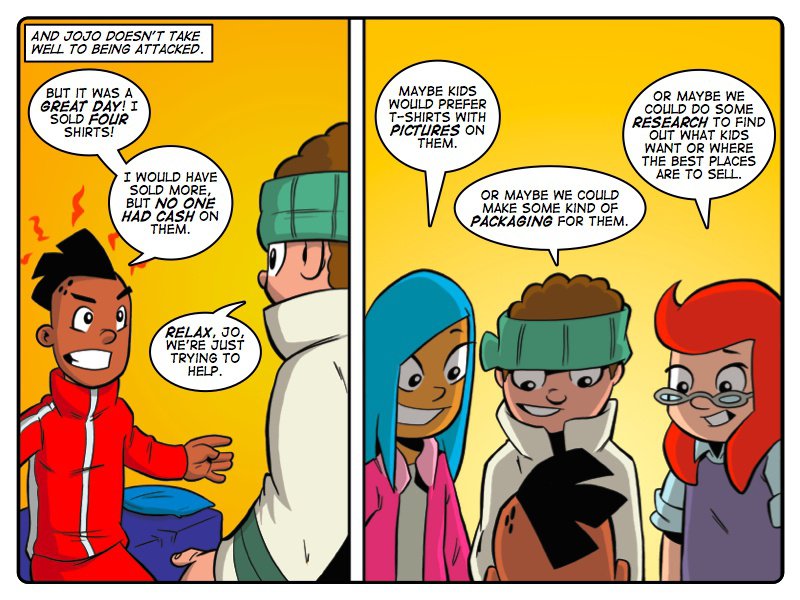 AND JOJO DOESN'T TAKE
WELL TO BEING ATTACKED.
BUT IT WAS A
GREAT DAY! I
SOLD FOUR
SHIRTS!
I WOULD HAVE
SOLD MORE,
BUT NO ONE
HAD CASH ON
THEM.
RELAX, JO,
WE'RE JUST
TRYING TO
HELP.
MAYBE KIDS
WOULD PREFER
T-SHIRTS WITH
PICTURES ON
THEM.
OR MAYBE WE COULD
MAKE SOME KIND OF
PACKAGING FOR THEM.
OR MAYBE WE
COULD DO SOME
RESEARCH TO FIND
OUT WHAT KIDS
WANT OR WHERE
THE BEST PLACES
ARE TO SELL.